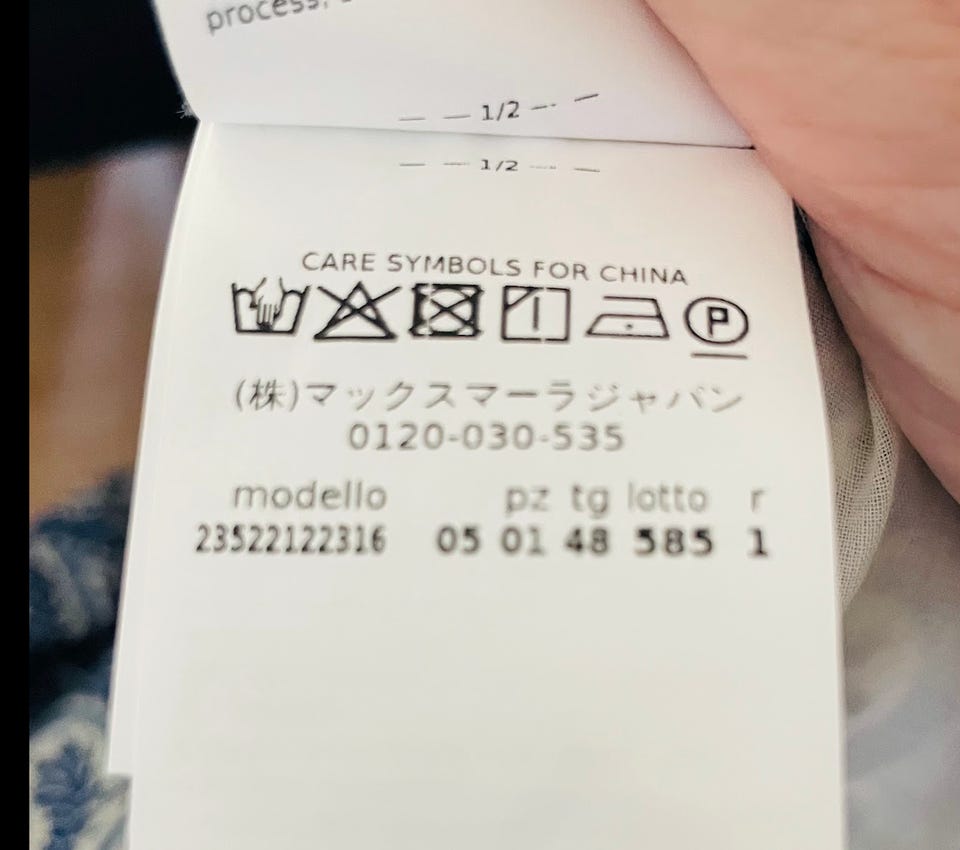 process,
1/2
1/2
CARE SYMBOLS FOR CHINA
P
(株)マックスマーラジャパン
0120-030-535
modello pz tg lotto r
23522122316 05 01 48 585 1